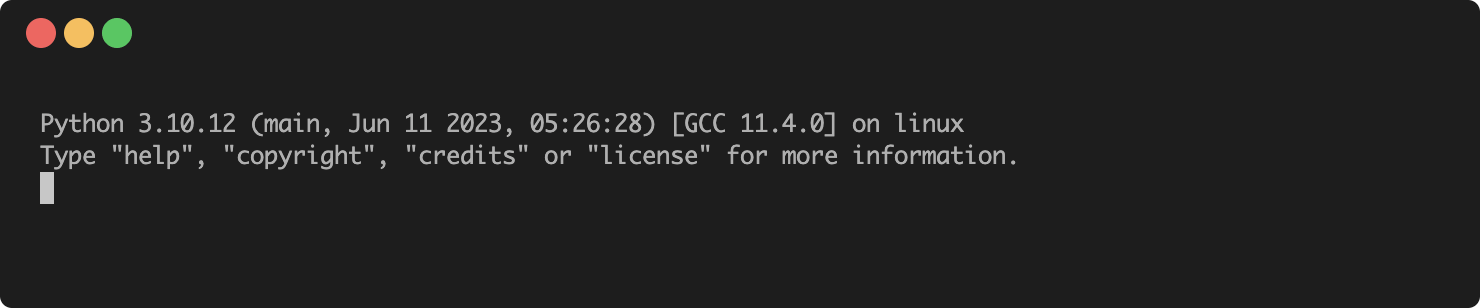 Python 3.10.12 (main, Jun 11 2023, 05:26:28) [GCC 11.4.0] on linux
Type "help", "copyright", "credits" or "license" for more information.